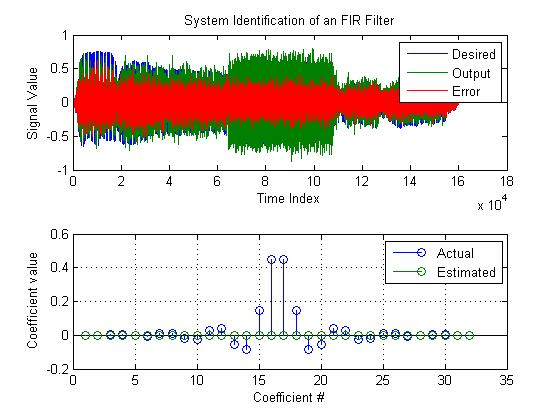 System Identification of an FIR Filter
Signal Value
1
0.5
0
-0.5
-1
0 2 4 6 8 10 12 14 16 18
Time Index
x 10^4
Desired
Output
Error
Coefficient value
0.6
0.4
0.2
0
-0.2
0 5 10 15 20 25 30 35
Coefficient #
Actual
Estimated